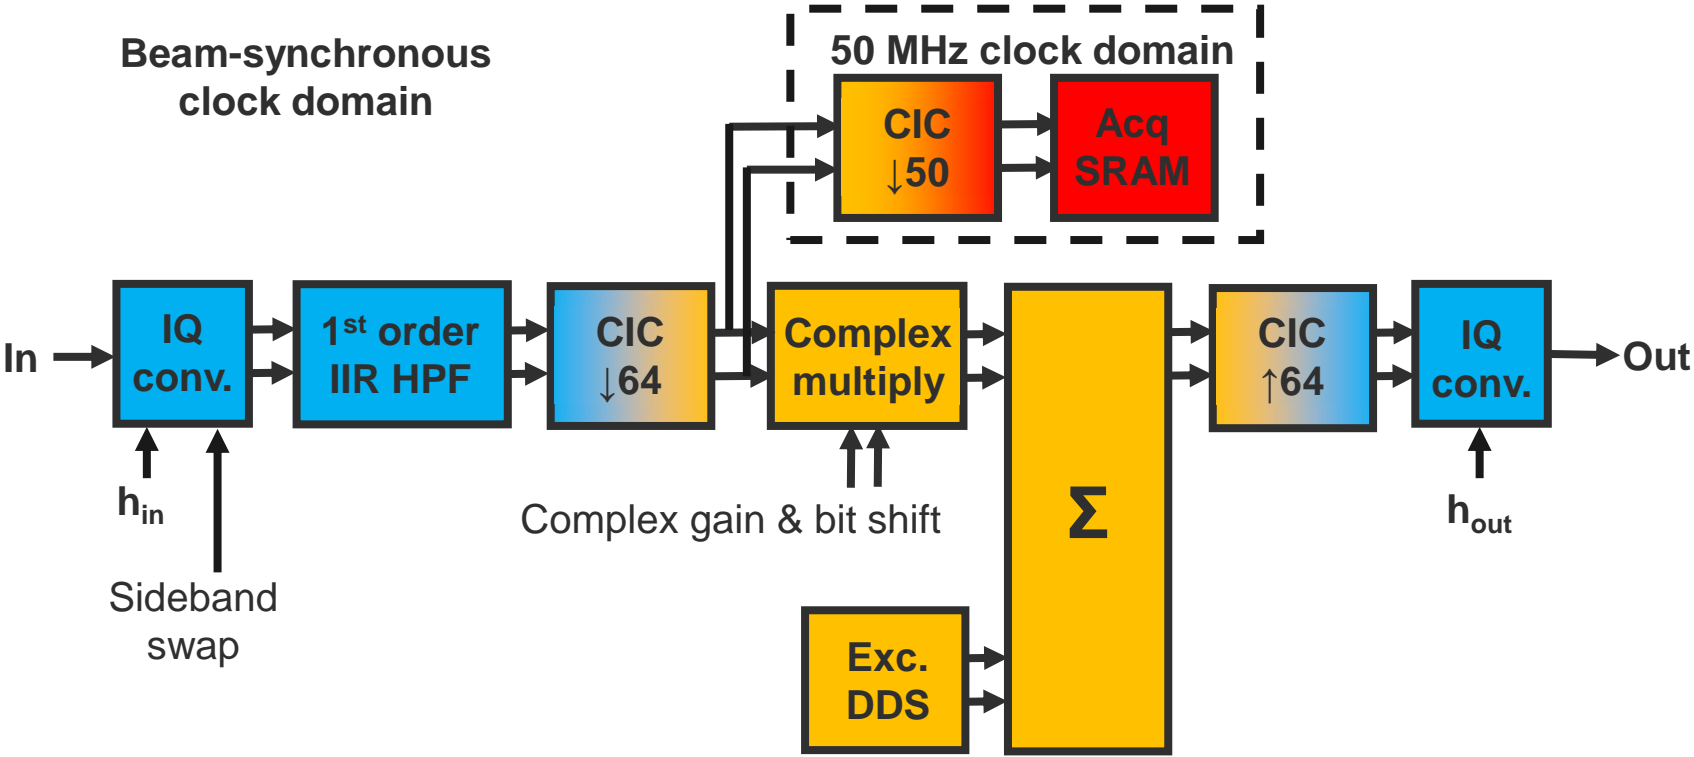 Beam-synchronous
clock domain
50 MHz clock domain
CIC
↓50
Acq
SRAM
In
IQ
conv.
1st order
IIR HPF
CIC
↓64
Complex
multiply
Σ
CIC
↑64
IQ
conv.
Out
hin
Sideband
swap
Complex gain & bit shift
hout
Exc.
DDS